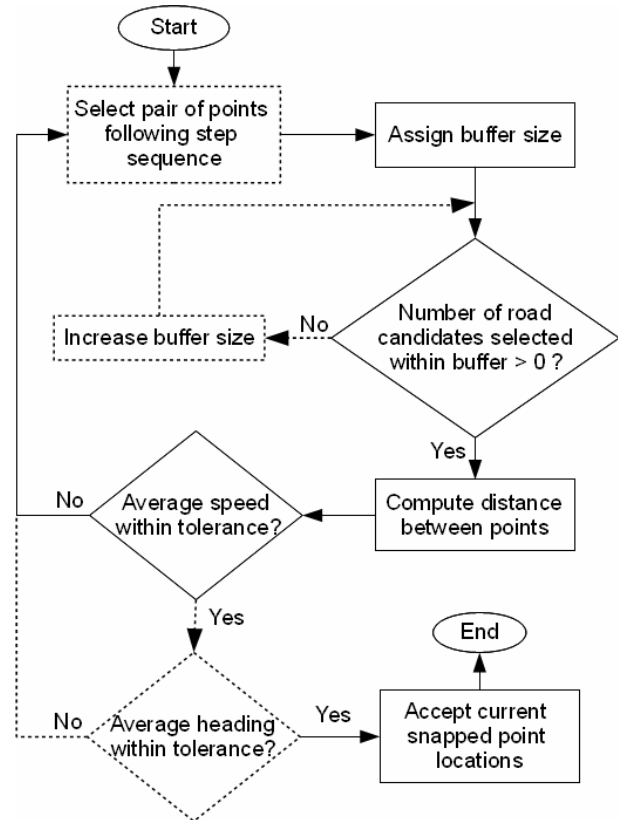 Start
Select pair of points
following step
sequence
Assign buffer size
Number of road
candidates selected
within buffer > 0 ?
No
Increase buffer size
Yes
Compute distance
between points
Average speed
within tolerance?
No
Yes
Average heading
within tolerance?
No
Yes
Accept current
snapped point
locations
End